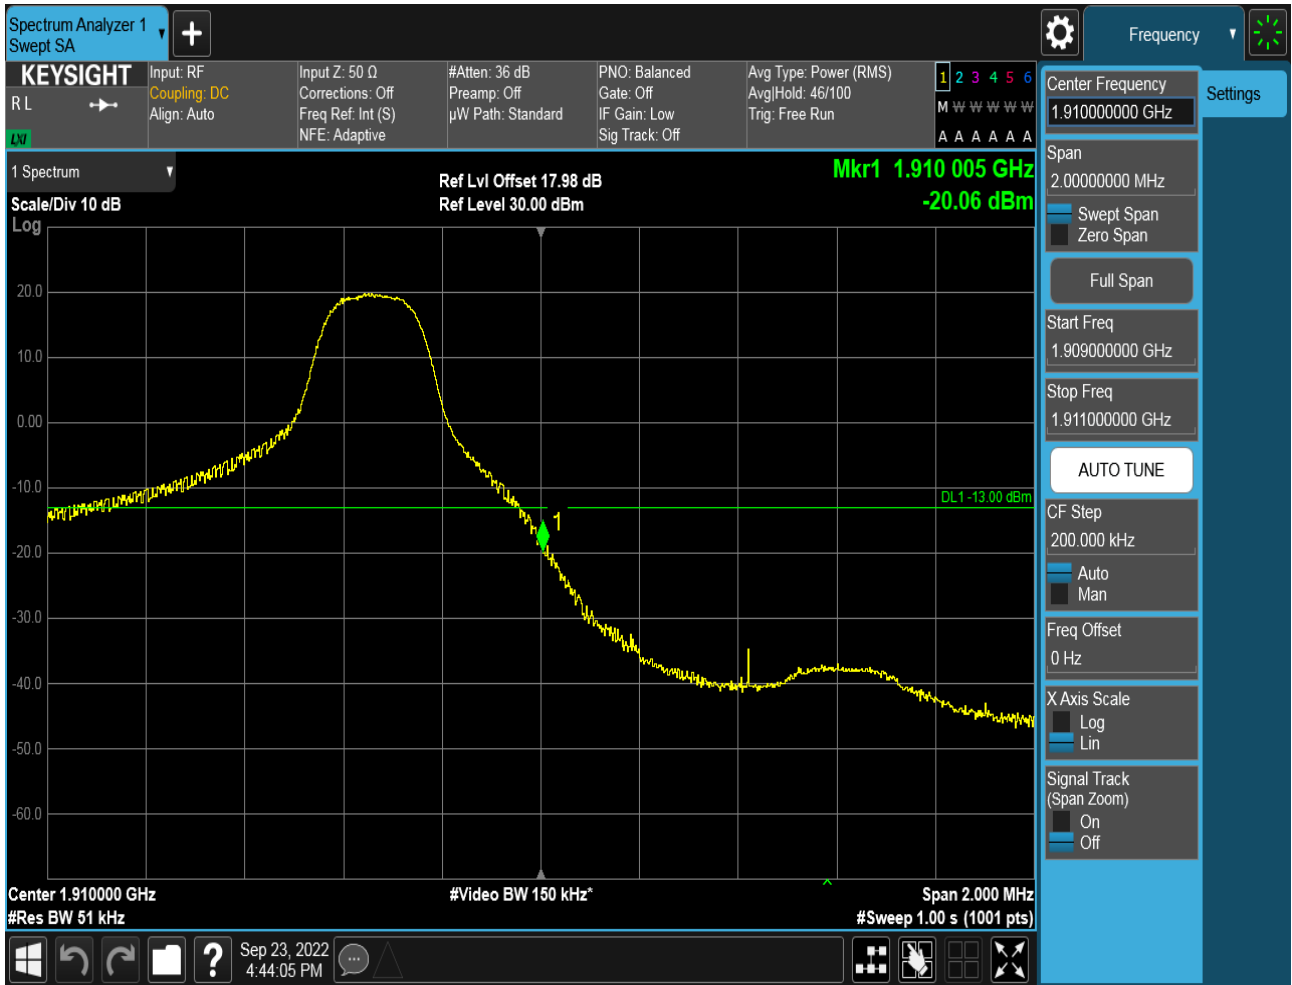 Spectrum Analyzer 1
Swept SA
Frequency
KEYSIGHT
R L
LXI
Input: RF
Coupling: DC
Align: Auto
Input Z: 50 Ω
Corrections: Off
Freq Ref: Int (S)
NFE: Adaptive
#Atten: 36 dB
Preamp: Off
µW Path: Standard
PNO: Balanced
Gate: Off
IF Gain: Low
Sig Track: Off
Avg Type: Power (RMS)
Avg|Hold: 46/100
Trig: Free Run
1 2 3 4 5 6
M W W W W W
A A A A A A
1 Spectrum
Scale/Div 10 dB
Log
Ref Lvl Offset 17.98 dB
Ref Level 30.00 dBm
Mkr1 1.910 005 GHz
-20.06 dBm
20.0
10.0
0.00
-10.0
-20.0
-30.0
-40.0
-50.0
-60.0
DL1 -13.00 dBm
1
Center 1.910000 GHz
#Res BW 51 kHz
#Video BW 150 kHz*
Span 2.000 MHz
#Sweep 1.00 s (1001 pts)
Sep 23, 2022
4:44:05 PM
Center Frequency
1.910000000 GHz
Settings
Span
2.00000000 MHz
Swept Span
Zero Span
Full Span
Start Freq
1.909000000 GHz
Stop Freq
1.911000000 GHz
AUTO TUNE
CF Step
200.000 kHz
Auto
Man
Freq Offset
0 Hz
X Axis Scale
Log
Lin
Signal Track
(Span Zoom)
On
Off